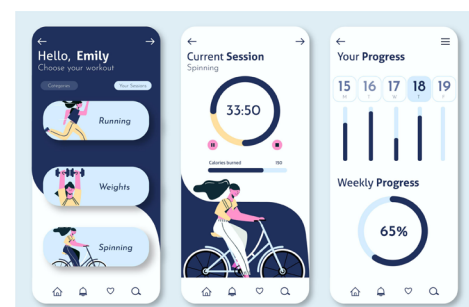 Hello, Emily
Choose your workout
Categories
Your Sessions
Running
Weights
Spinning
Current Session
Spinning
33:50
Calories burned
150
Your Progress
15 16 17 18 19
M T W T F
Weekly Progress
65%